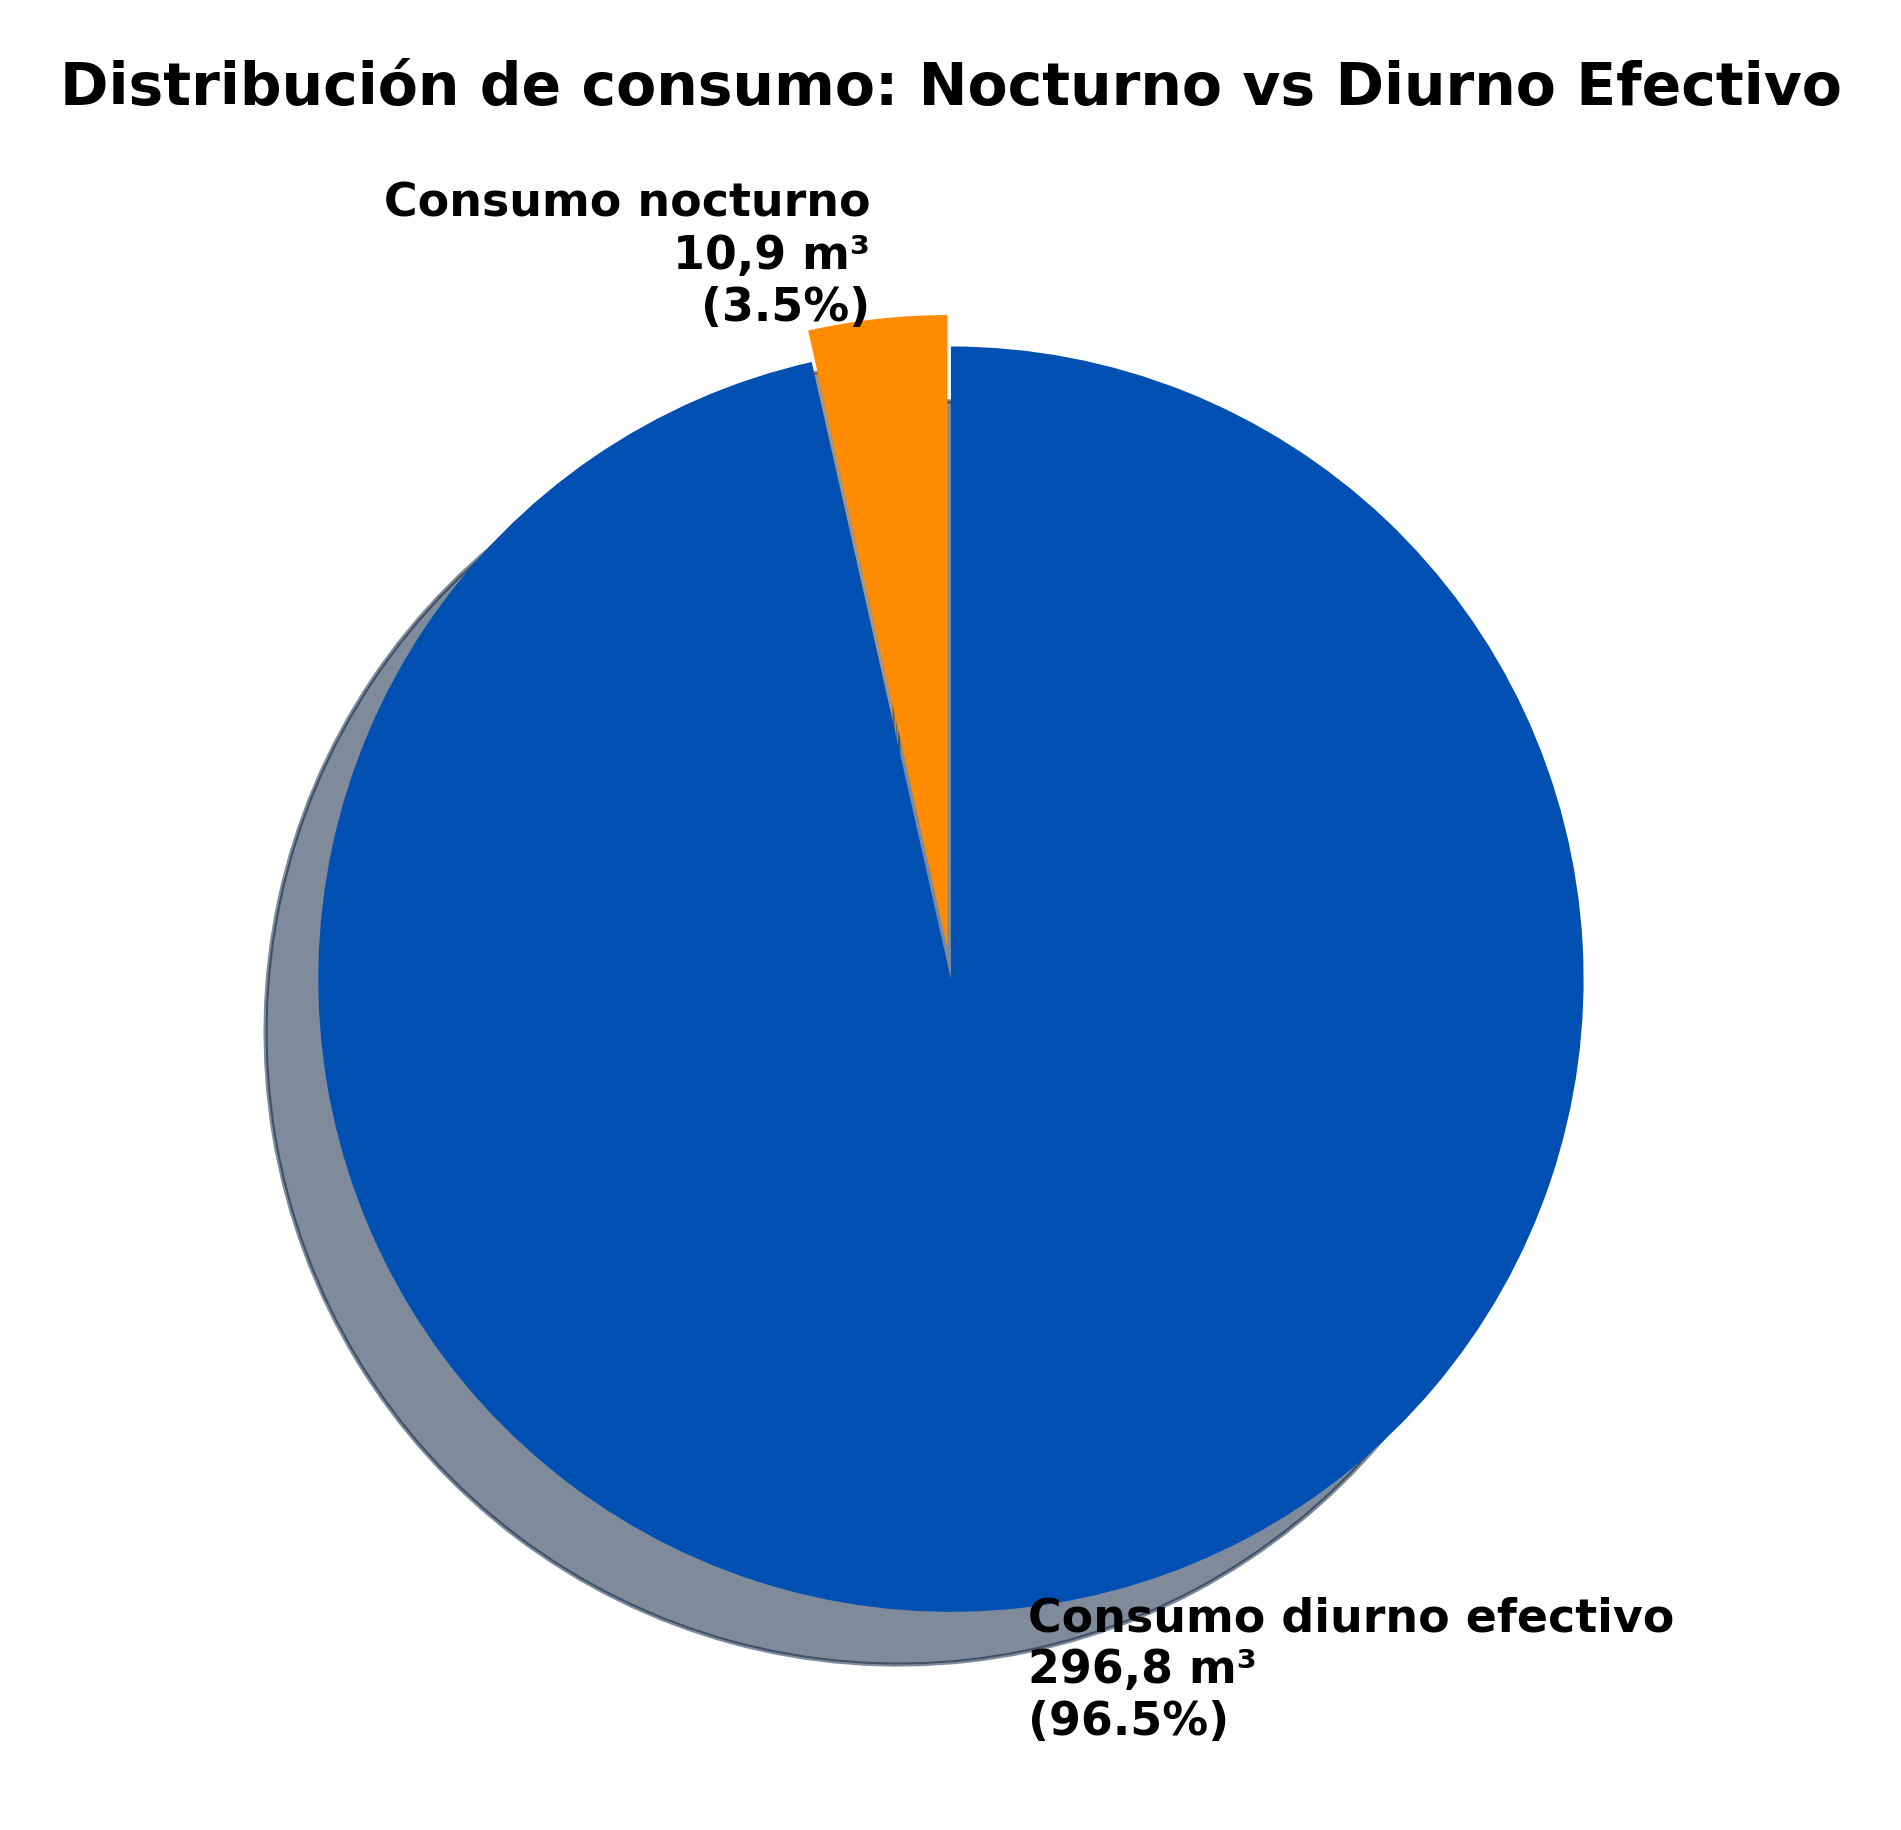 Distribución de consumo: Nocturno vs Diurno Efectivo
Consumo nocturno
10,9 m³
(3.5%)
Consumo diurno efectivo
296,8 m³
(96.5%)